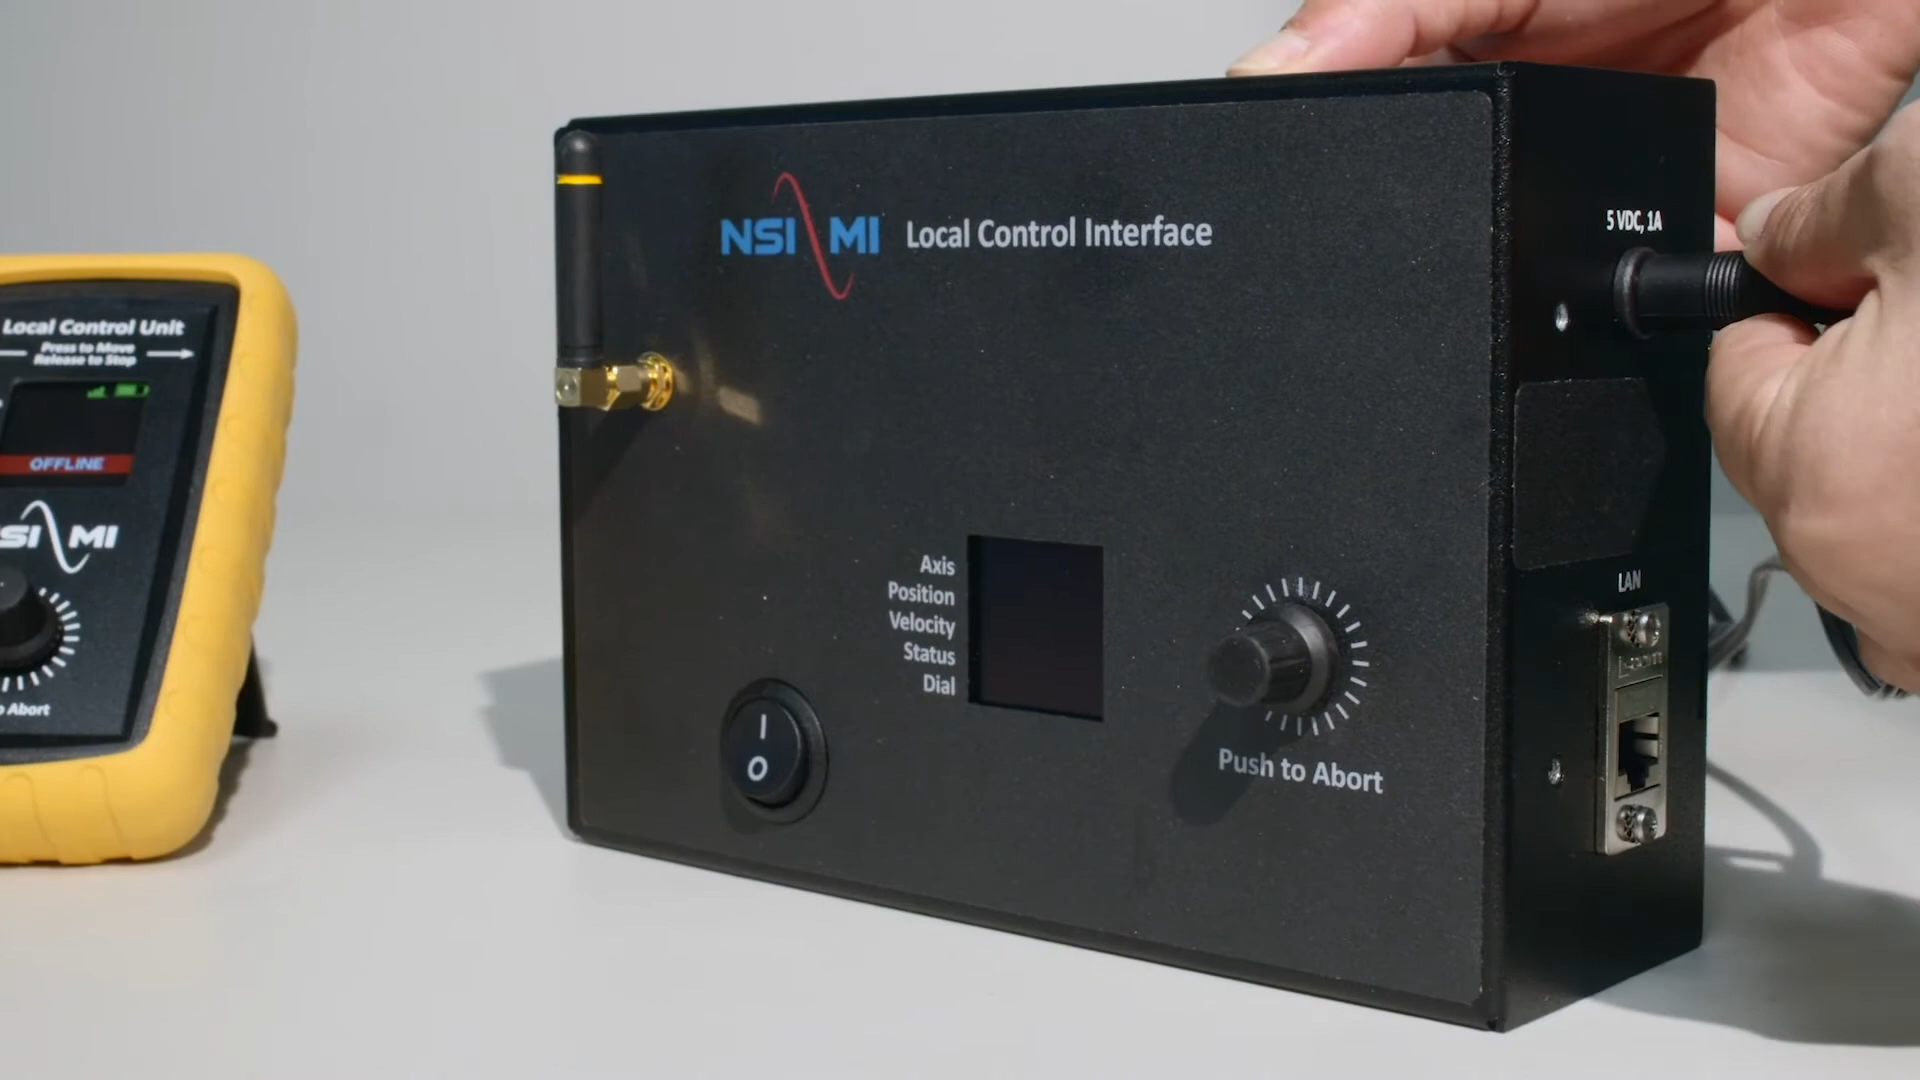 Local Control Unit
Press to Move
Release to Stop
OFFLINE
SI MI
Abort
NSI MI
Local Control Interface
Axis
Position
Velocity
Status
Dial
I
O
Push to Abort
5 VDC, 1A
LAN